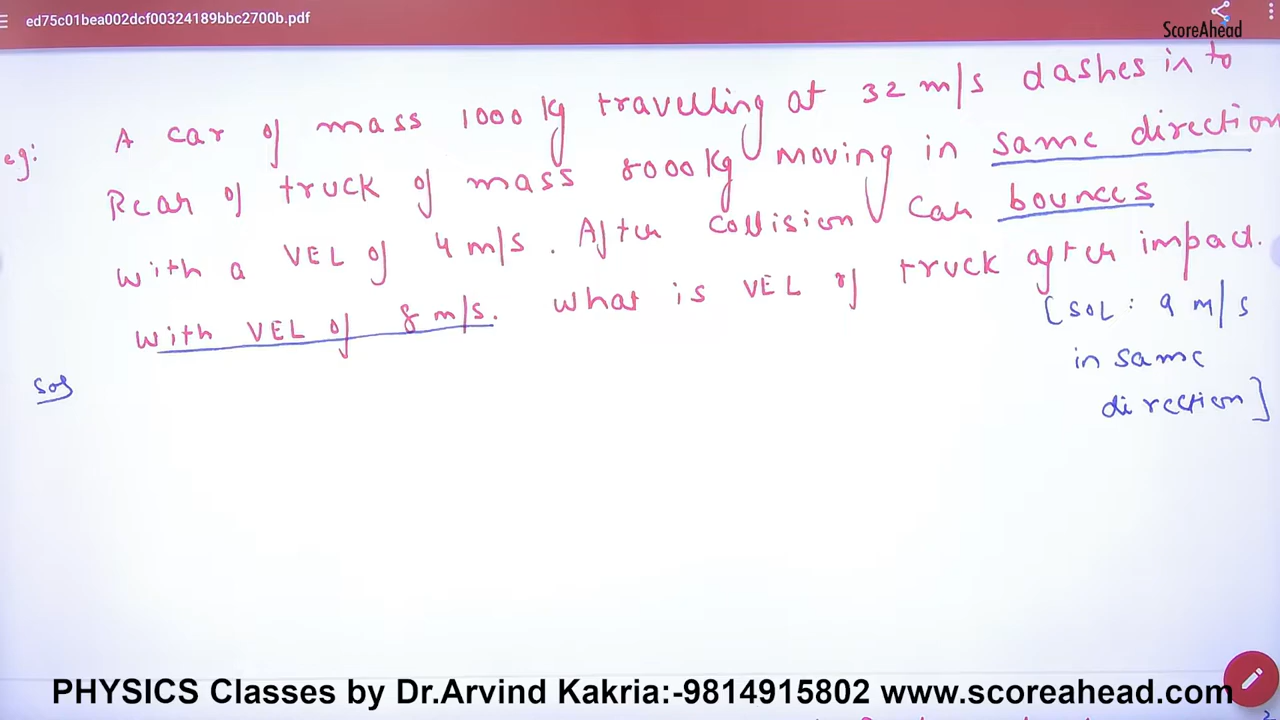 ed75c01bea002dcf00324189bbc2700b.pdf
ScoreAhead
eg: A car of mass 1000 kg travelling at 32 m/s dashes in to
Rear of truck of mass 8000 kg moving in same direction
with a VEL of 4 m/s. After collision car bounces
with VEL of 8 m/s. what is VEL of truck after impact.
[SOL: 9 m/s
in same
direction]
Sol
PHYSICS Classes by Dr.Arvind Kakria:-9814915802 www.scoreahead.com